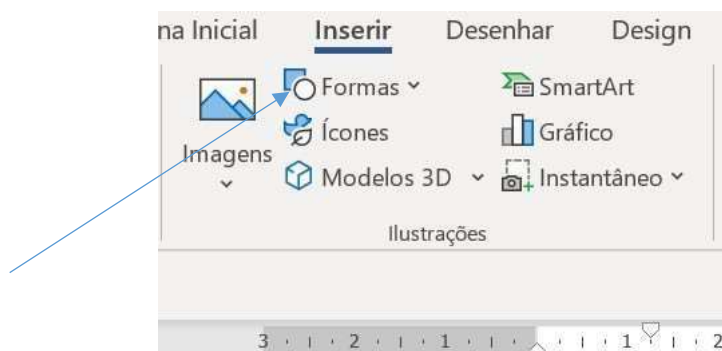 na Inicial Inserir Desenhar Design
Formas SmartArt
Ícones Gráfico
Imagens
Modelos 3D Instantâneo
Ilustrações
3 2 1 1 2